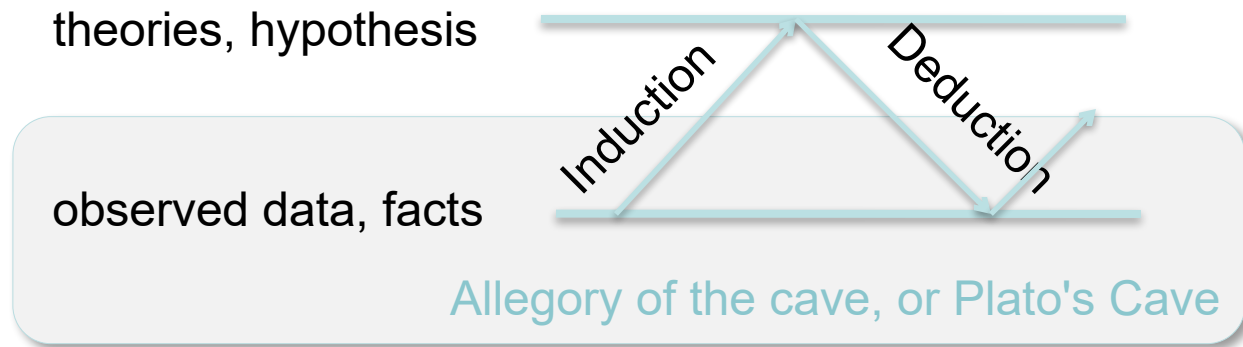 theories, hypothesis
Induction
Deduction
observed data, facts
Allegory of the cave, or Plato's Cave